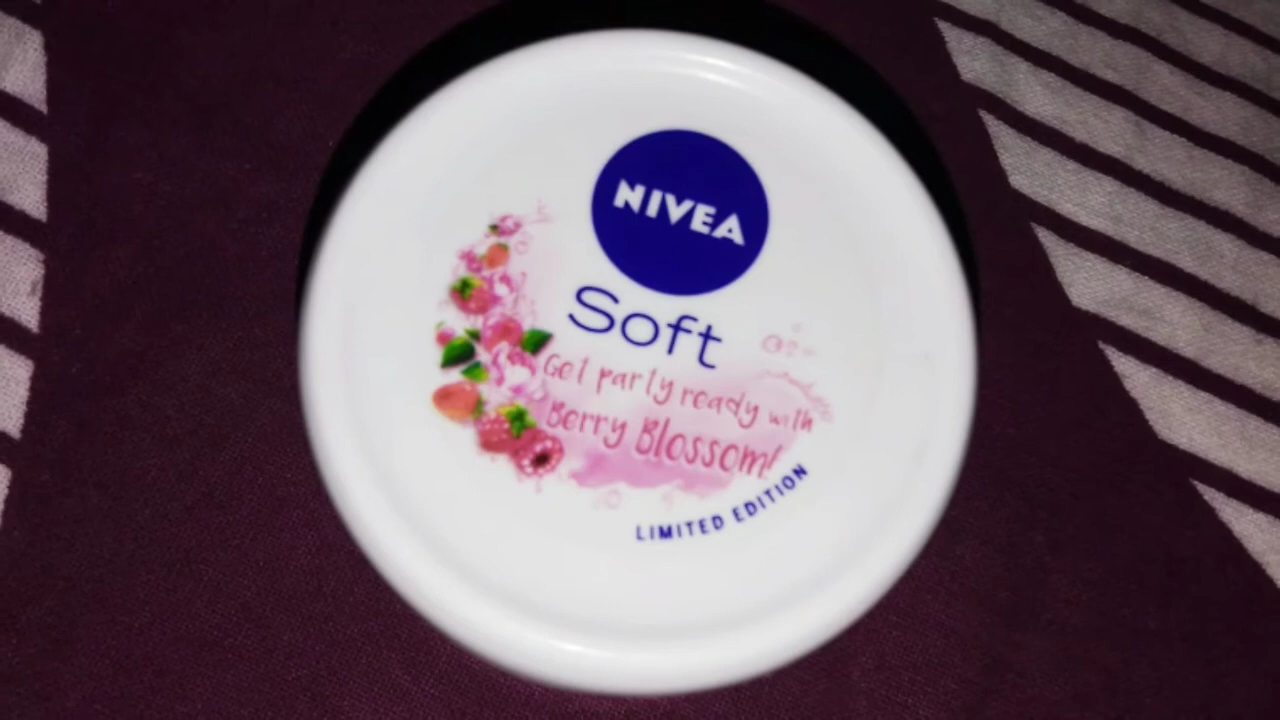 NIVEA
Soft
Get party ready with
Berry Blossom!
LIMITED EDITION